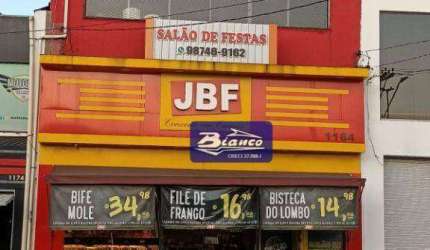 SALÃO DE FESTAS
98748-9162
JBF
Blanco
1164
1174
BIFE MOLE 34,98
FILÉ DE FRANGO 16,98
BISTECA DO LOMBO 14,98